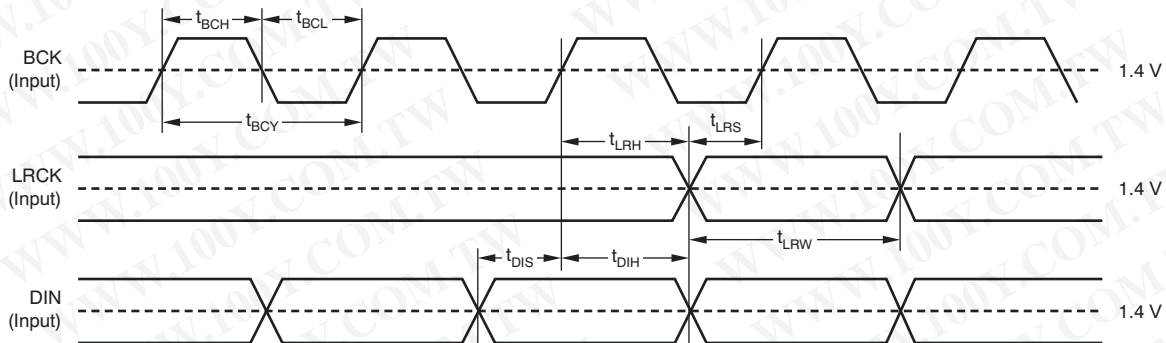 t_BCH t_BCL
BCK
(Input)
1.4 V
t_BCY
t_LRH t_LRS
LRCK
(Input)
1.4 V
t_LRW
t_DIS t_DIH
DIN
(Input)
1.4 V
WWW.100Y.COM.TW